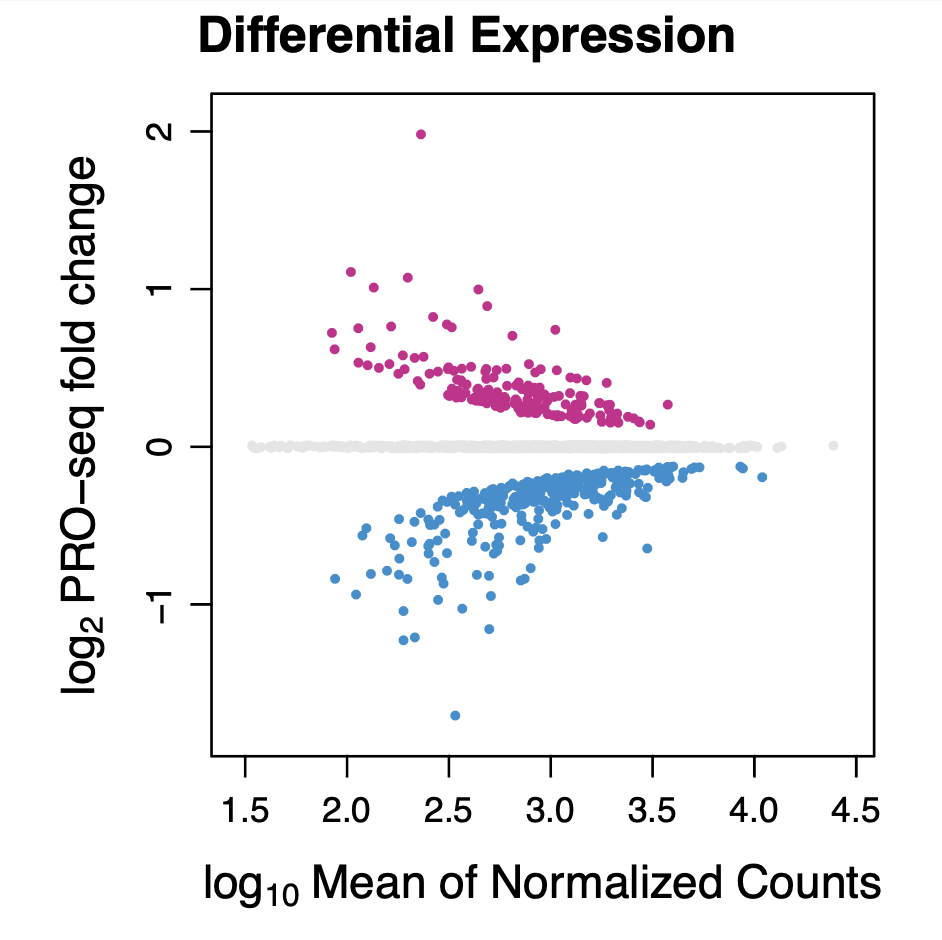 Differential Expression
log₂ PRO−seq fold change
2
1
0
−1
1.5 2.0 2.5 3.0 3.5 4.0 4.5
log₁₀ Mean of Normalized Counts